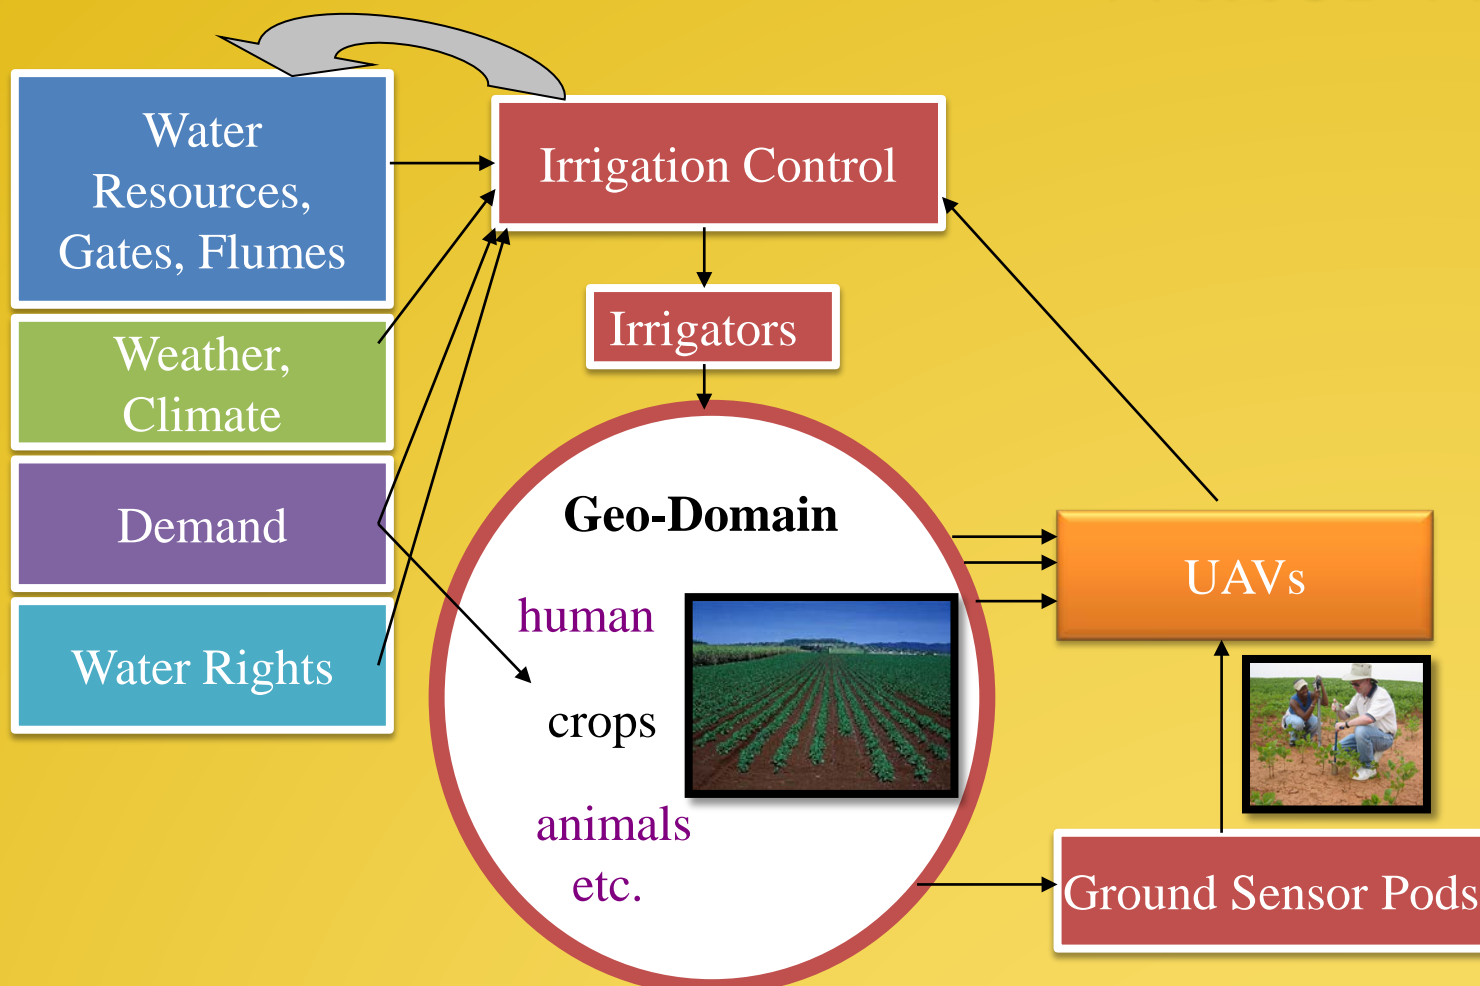 Water
Resources,
Gates, Flumes
Weather,
Climate
Demand
Water Rights
Irrigation Control
Irrigators
Geo-Domain
human
crops
animals
etc.
UAVs
Ground Sensor Pods